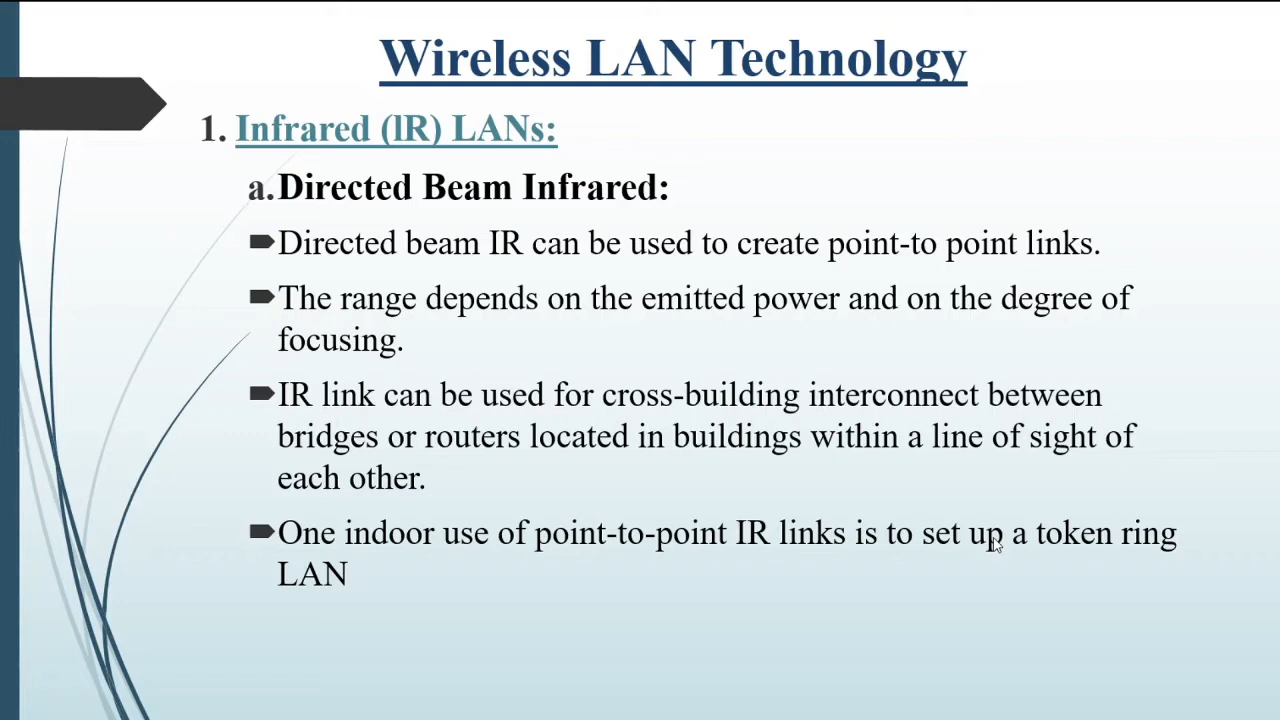 Wireless LAN Technology
1. Infrared (lR) LANs:
a. Directed Beam Infrared:
Directed beam IR can be used to create point-to point links.
The range depends on the emitted power and on the degree of
focusing.
IR link can be used for cross-building interconnect between
bridges or routers located in buildings within a line of sight of
each other.
One indoor use of point-to-point IR links is to set up a token ring
LAN